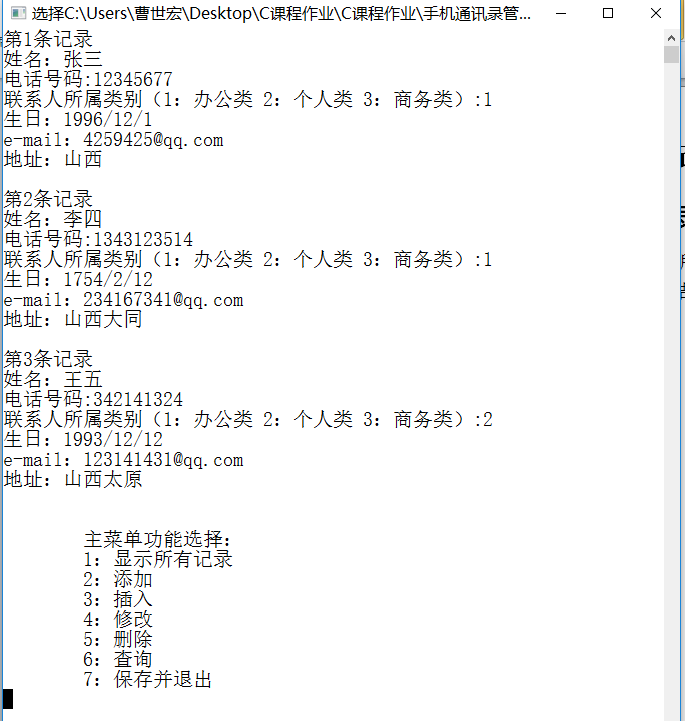 选择C:\Users\曹世宏\Desktop\C课程作业\C课程作业\手机通讯录管...
第1条记录
姓名：张三
电话号码:12345677
联系人所属类别（1：办公类 2：个人类 3：商务类）:1
生日：1996/12/1
e-mail：4259425@qq.com
地址：山西
第2条记录
姓名：李四
电话号码:1343123514
联系人所属类别（1：办公类 2：个人类 3：商务类）:1
生日：1754/2/12
e-mail：234167341@qq.com
地址：山西大同
第3条记录
姓名：王五
电话号码:342141324
联系人所属类别（1：办公类 2：个人类 3：商务类）:2
生日：1993/12/12
e-mail：123141431@qq.com
地址：山西太原
主菜单功能选择：
1：显示所有记录
2：添加
3：插入
4：修改
5：删除
6：查询
7：保存并退出